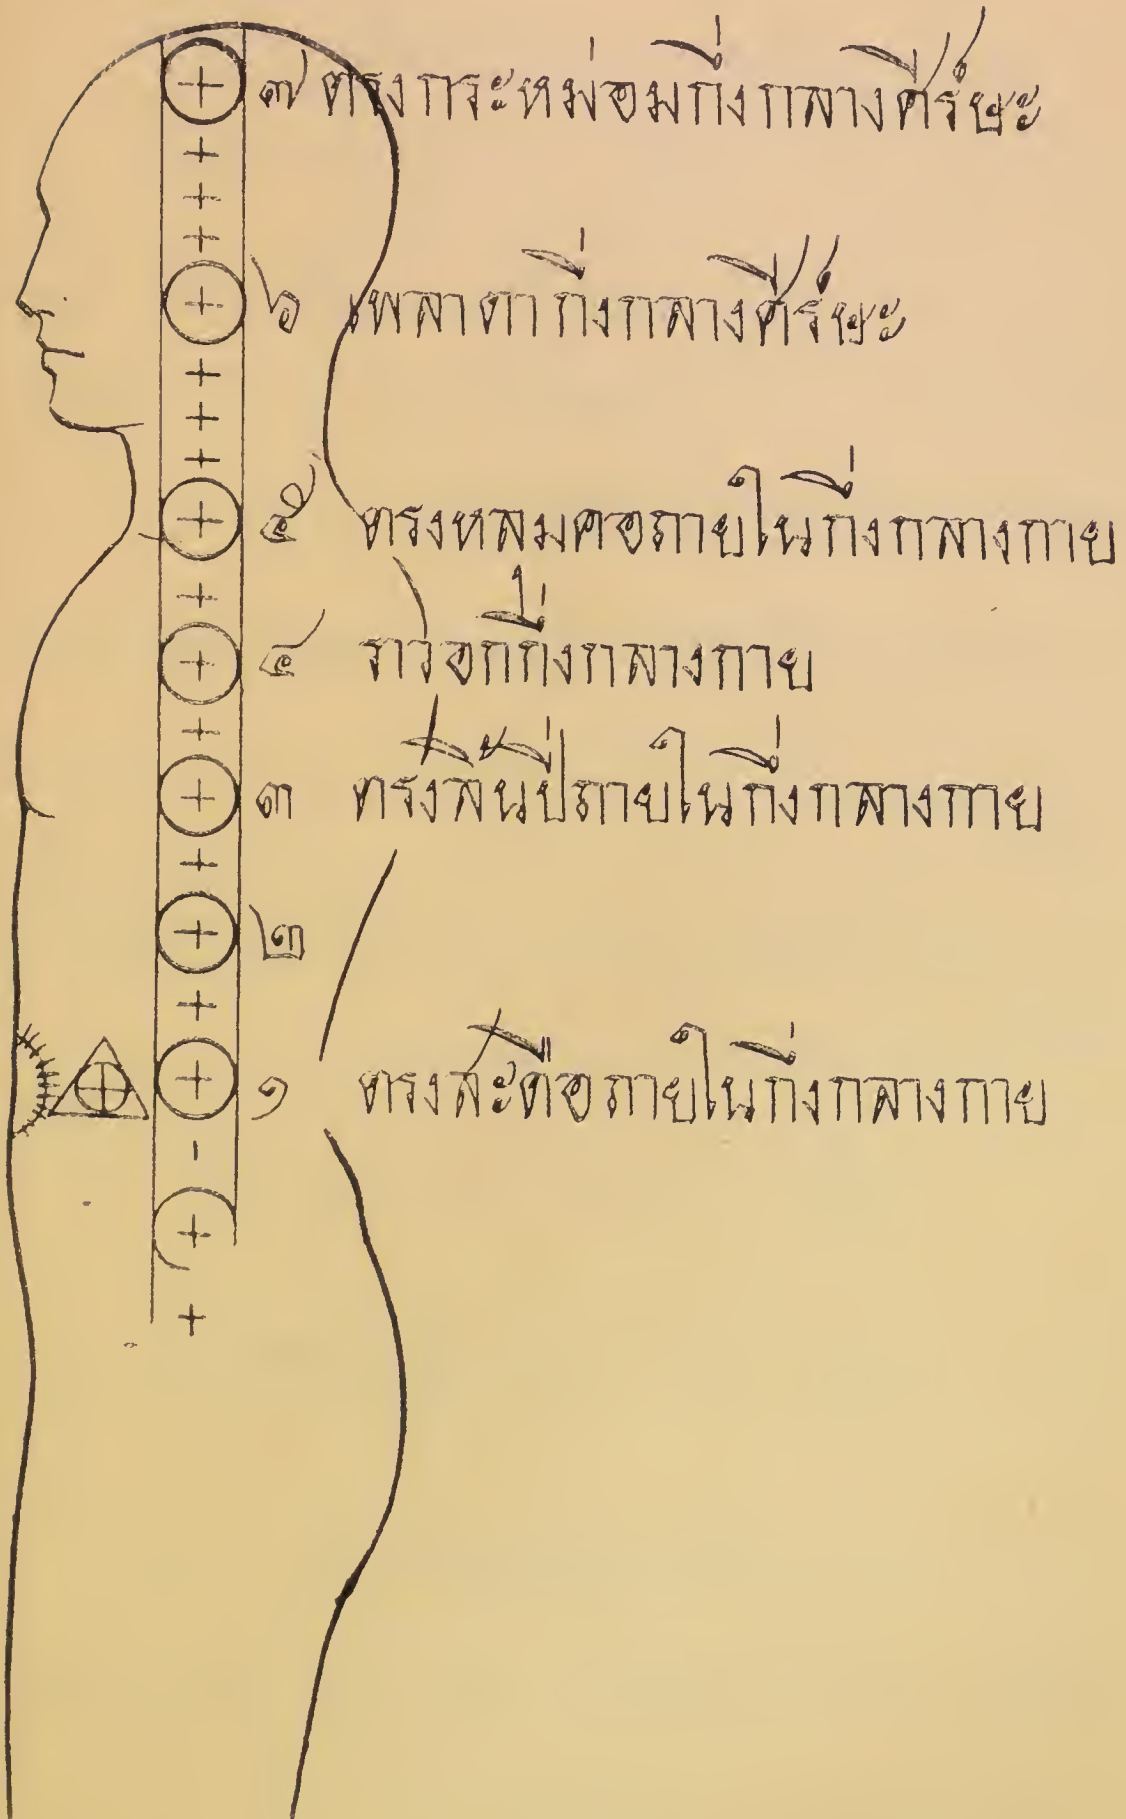 ๗ ตรงกระหม่อมกึ่งกลางศีร์ษะ
๖ เพลาตากึ่งกลางศีร์ษะ
๕ ตรงหลุมคอภายในกึ่งกลางกาย
๔ ราวอกกึ่งกลางกาย
๓ ตรงลิ้นปี่ภายในกึ่งกลางกาย
๒
๑ ตรงสะดือภายในกึ่งกลางกาย